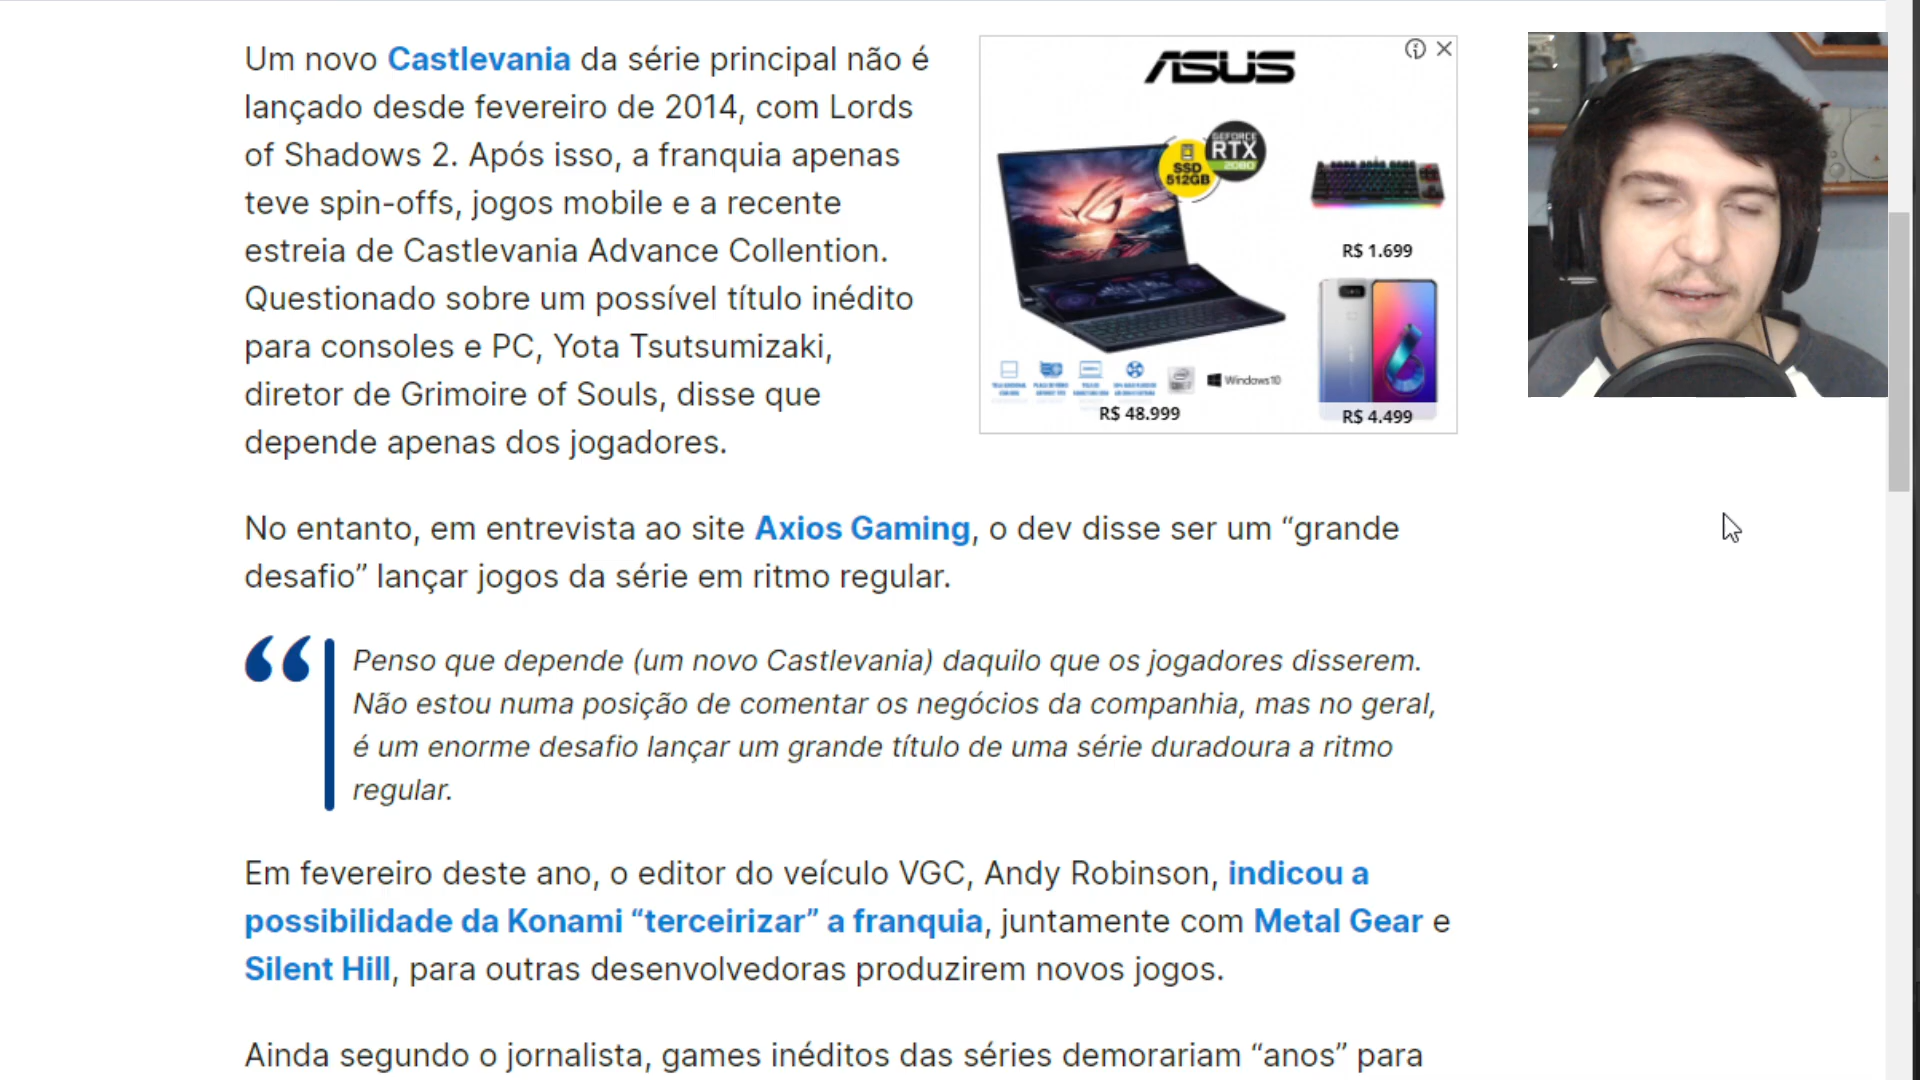 Um novo Castlevania da série principal não é
lançado desde fevereiro de 2014, com Lords
of Shadows 2. Após isso, a franquia apenas
teve spin-offs, jogos mobile e a recente
estreia de Castlevania Advance Collention.
Questionado sobre um possível título inédito
para consoles e PC, Yota Tsutsumizaki,
diretor de Grimoire of Souls, disse que
depende apenas dos jogadores.
ASUS
GEFORCE
RTX
2080
SSD
512GB
R$ 1.699
Windows 10
R$ 48.999
R$ 4.499
No entanto, em entrevista ao site Axios Gaming, o dev disse ser um “grande
desafio” lançar jogos da série em ritmo regular.
“
Penso que depende (um novo Castlevania) daquilo que os jogadores disserem.
Não estou numa posição de comentar os negócios da companhia, mas no geral,
é um enorme desafio lançar um grande título de uma série duradoura a ritmo
regular.
Em fevereiro deste ano, o editor do veículo VGC, Andy Robinson, indicou a
possibilidade da Konami “terceirizar” a franquia, juntamente com Metal Gear e
Silent Hill, para outras desenvolvedoras produzirem novos jogos.
Ainda segundo o jornalista, games inéditos das séries demorariam “anos” para